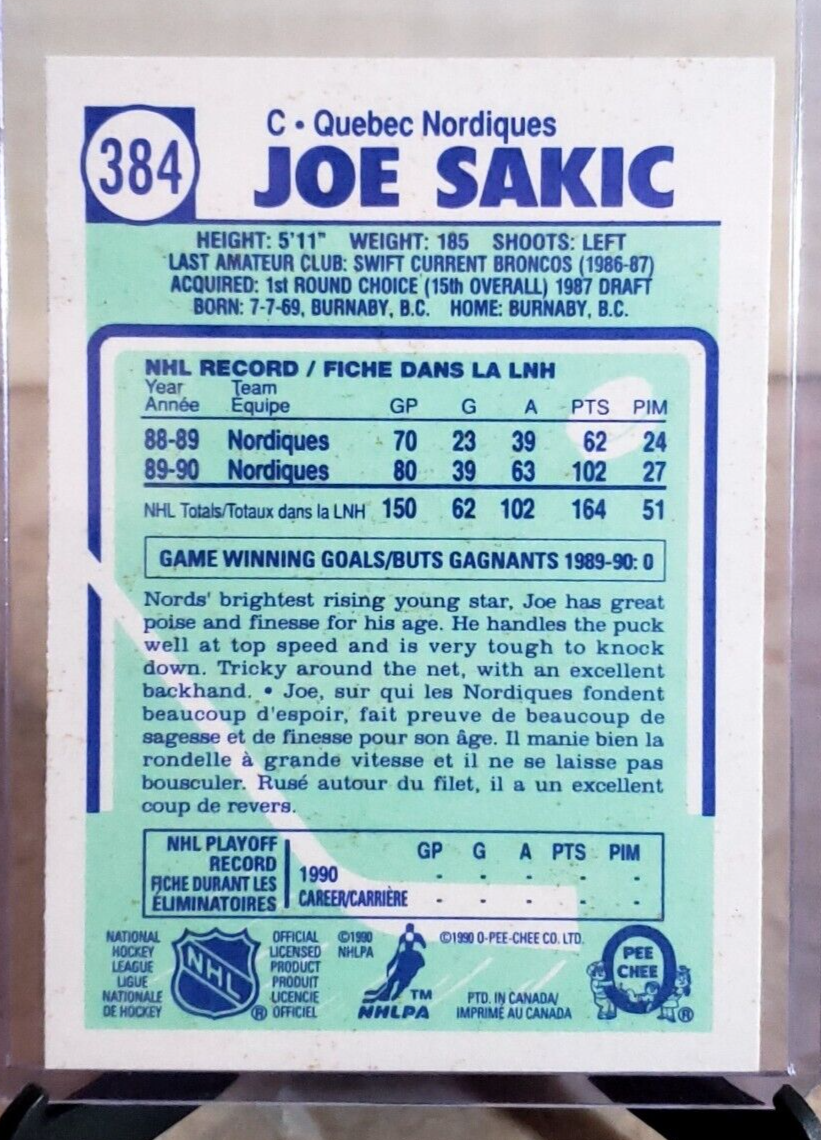 384
C • Quebec Nordiques
JOE SAKIC
HEIGHT: 5'11" WEIGHT: 185 SHOOTS: LEFT
LAST AMATEUR CLUB: SWIFT CURRENT BRONCOS (1986-87)
ACQUIRED: 1st ROUND CHOICE (15th OVERALL) 1987 DRAFT
BORN: 7-7-69, BURNABY, B.C. HOME: BURNABY, B.C.
NHL RECORD / FICHE DANS LA LNH
Year Team
Année Équipe GP G A PTS PIM
88-89 Nordiques 70 23 39 62 24
89-90 Nordiques 80 39 63 102 27
NHL Totals/Totaux dans la LNH 150 62 102 164 51
GAME WINNING GOALS/BUTS GAGNANTS 1989-90: 0
Nords' brightest rising young star, Joe has great
poise and finesse for his age. He handles the puck
well at top speed and is very tough to knock
down. Tricky around the net, with an excellent
backhand. • Joe, sur qui les Nordiques fondent
beaucoup d'espoir, fait preuve de beaucoup de
sagesse et de finesse pour son âge. Il manie bien la
rondelle à grande vitesse et il ne se laisse pas
bousculer. Rusé autour du filet, il a un excellent
coup de revers.
NHL PLAYOFF
RECORD
FICHE DURANT LES
ÉLIMINATOIRES
GP G A PTS PIM
1990 - - - - -
CAREER/CARRIÈRE - - - - -
NATIONAL
HOCKEY
LEAGUE
LIGUE
NATIONALE
DE HOCKEY
NHL
®
OFFICIAL
LICENSED
PRODUCT
PRODUIT
LICENCIE
OFFICIEL
©1990
NHLPA
TM
NHLPA
©1990 O-PEE-CHEE CO. LTD.
PTD. IN CANADA/
IMPRIMÉ AU CANADA
O
PEE
CHEE
®